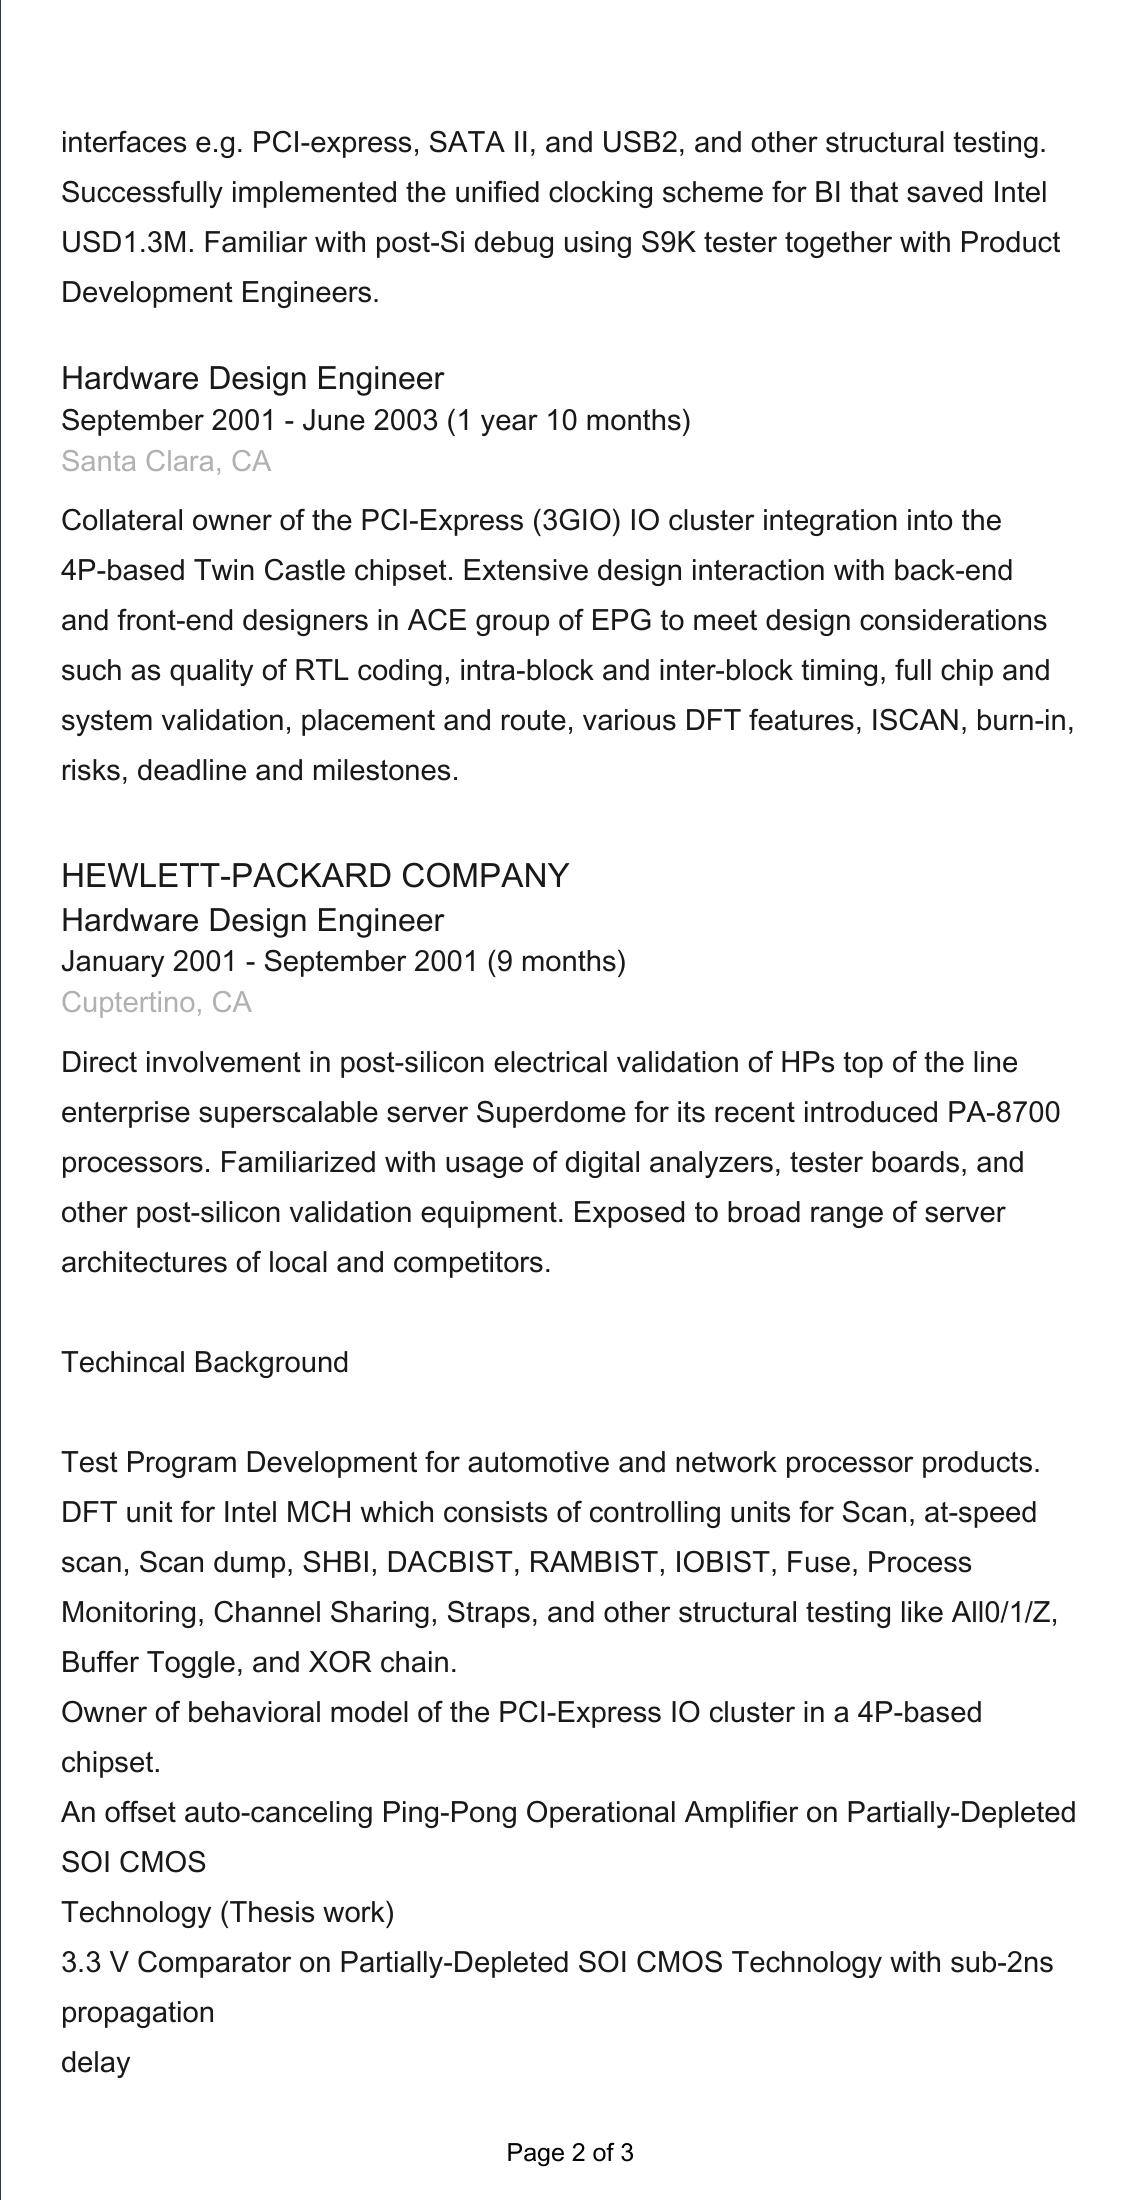 interfaces e.g. PCI-express, SATA II, and USB2, and other structural testing.
Successfully implemented the unified clocking scheme for BI that saved Intel
USD1.3M. Familiar with post-Si debug using S9K tester together with Product
Development Engineers.
Hardware Design Engineer
September 2001 - June 2003 (1 year 10 months)
Santa Clara, CA
Collateral owner of the PCI-Express (3GIO) IO cluster integration into the
4P-based Twin Castle chipset. Extensive design interaction with back-end
and front-end designers in ACE group of EPG to meet design considerations
such as quality of RTL coding, intra-block and inter-block timing, full chip and
system validation, placement and route, various DFT features, ISCAN, burn-in,
risks, deadline and milestones.
HEWLETT-PACKARD COMPANY
Hardware Design Engineer
January 2001 - September 2001 (9 months)
Cuptertino, CA
Direct involvement in post-silicon electrical validation of HPs top of the line
enterprise superscalable server Superdome for its recent introduced PA-8700
processors. Familiarized with usage of digital analyzers, tester boards, and
other post-silicon validation equipment. Exposed to broad range of server
architectures of local and competitors.
Techincal Background
Test Program Development for automotive and network processor products.
DFT unit for Intel MCH which consists of controlling units for Scan, at-speed
scan, Scan dump, SHBI, DACBIST, RAMBIST, IOBIST, Fuse, Process
Monitoring, Channel Sharing, Straps, and other structural testing like All0/1/Z,
Buffer Toggle, and XOR chain.
Owner of behavioral model of the PCI-Express IO cluster in a 4P-based
chipset.
An offset auto-canceling Ping-Pong Operational Amplifier on Partially-Depleted
SOI CMOS
Technology (Thesis work)
3.3 V Comparator on Partially-Depleted SOI CMOS Technology with sub-2ns
propagation
delay
Page 2 of 3